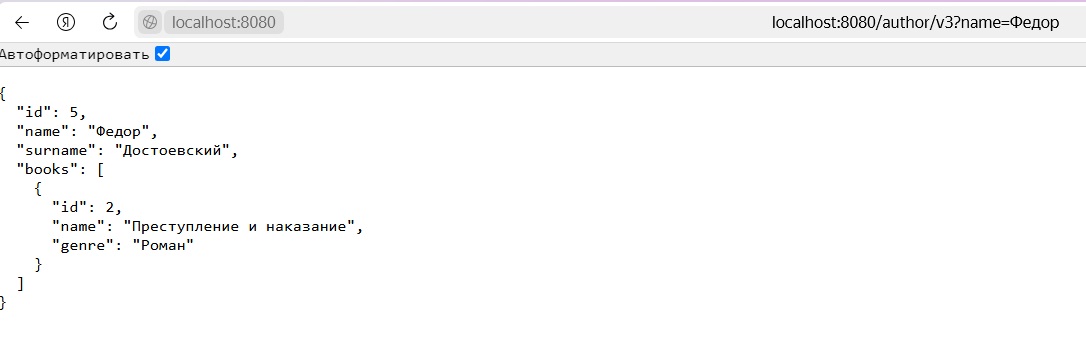 Я localhost:8080 localhost:8080/author/v3?name=Федор
Автоформатировать
{
  "id": 5,
  "name": "Федор",
  "surname": "Достоевский",
  "books": [
    {
      "id": 2,
      "name": "Преступление и наказание",
      "genre": "Роман"
    }
  ]
}